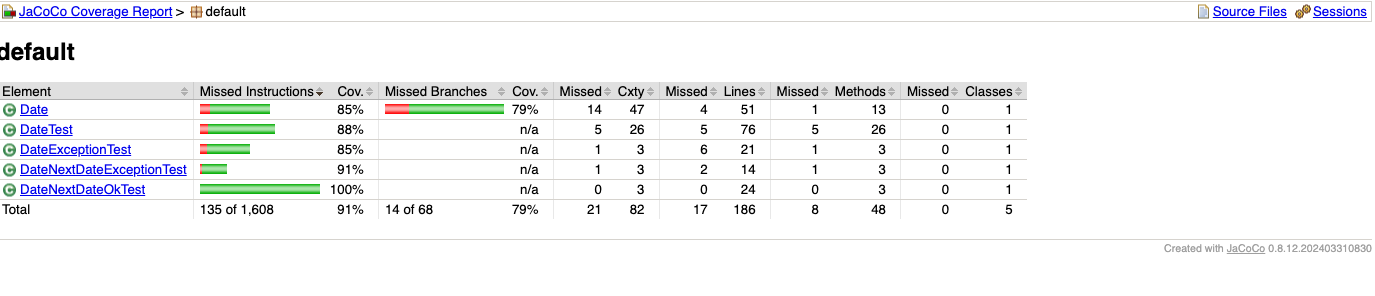 JaCoCo Coverage Report > default Source Files Sessions
default
Element Missed Instructions Cov. Missed Branches Cov. Missed Cxty Missed Lines Missed Methods Missed Classes
Date 85% 79% 14 47 4 51 1 13 0 1
DateTest 88% n/a 5 26 5 76 5 26 0 1
DateExceptionTest 85% n/a 1 3 6 21 1 3 0 1
DateNextDateExceptionTest 91% n/a 1 3 2 14 1 3 0 1
DateNextDateOkTest 100% n/a 0 3 0 24 0 3 0 1
Total 135 of 1,608 91% 14 of 68 79% 21 82 17 186 8 48 0 5
Created with JaCoCo 0.8.12.202403310830